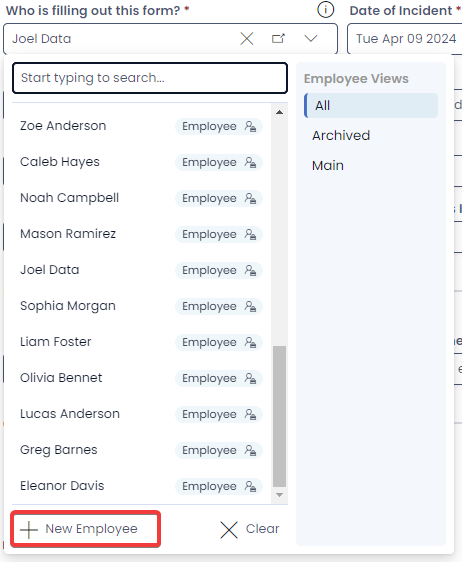 Who is filling out this form? *
Date of Incident *
Joel Data
Tue Apr 09 2024
Start typing to search...
Zoe Anderson Employee
Caleb Hayes Employee
Noah Campbell Employee
Mason Ramirez Employee
Joel Data Employee
Sophia Morgan Employee
Liam Foster Employee
Olivia Bennet Employee
Lucas Anderson Employee
Greg Barnes Employee
Eleanor Davis Employee
New Employee
Clear
Employee Views
All
Archived
Main